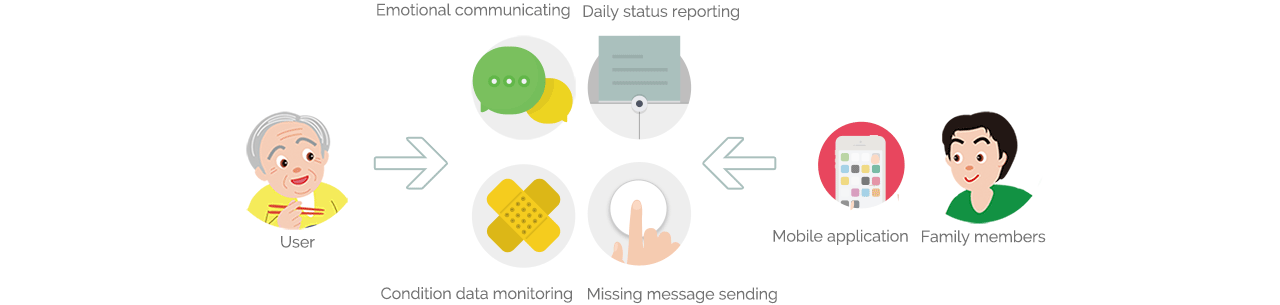 Emotional communicating
Daily status reporting
User
Mobile application
Family members
Condition data monitoring
Missing message sending